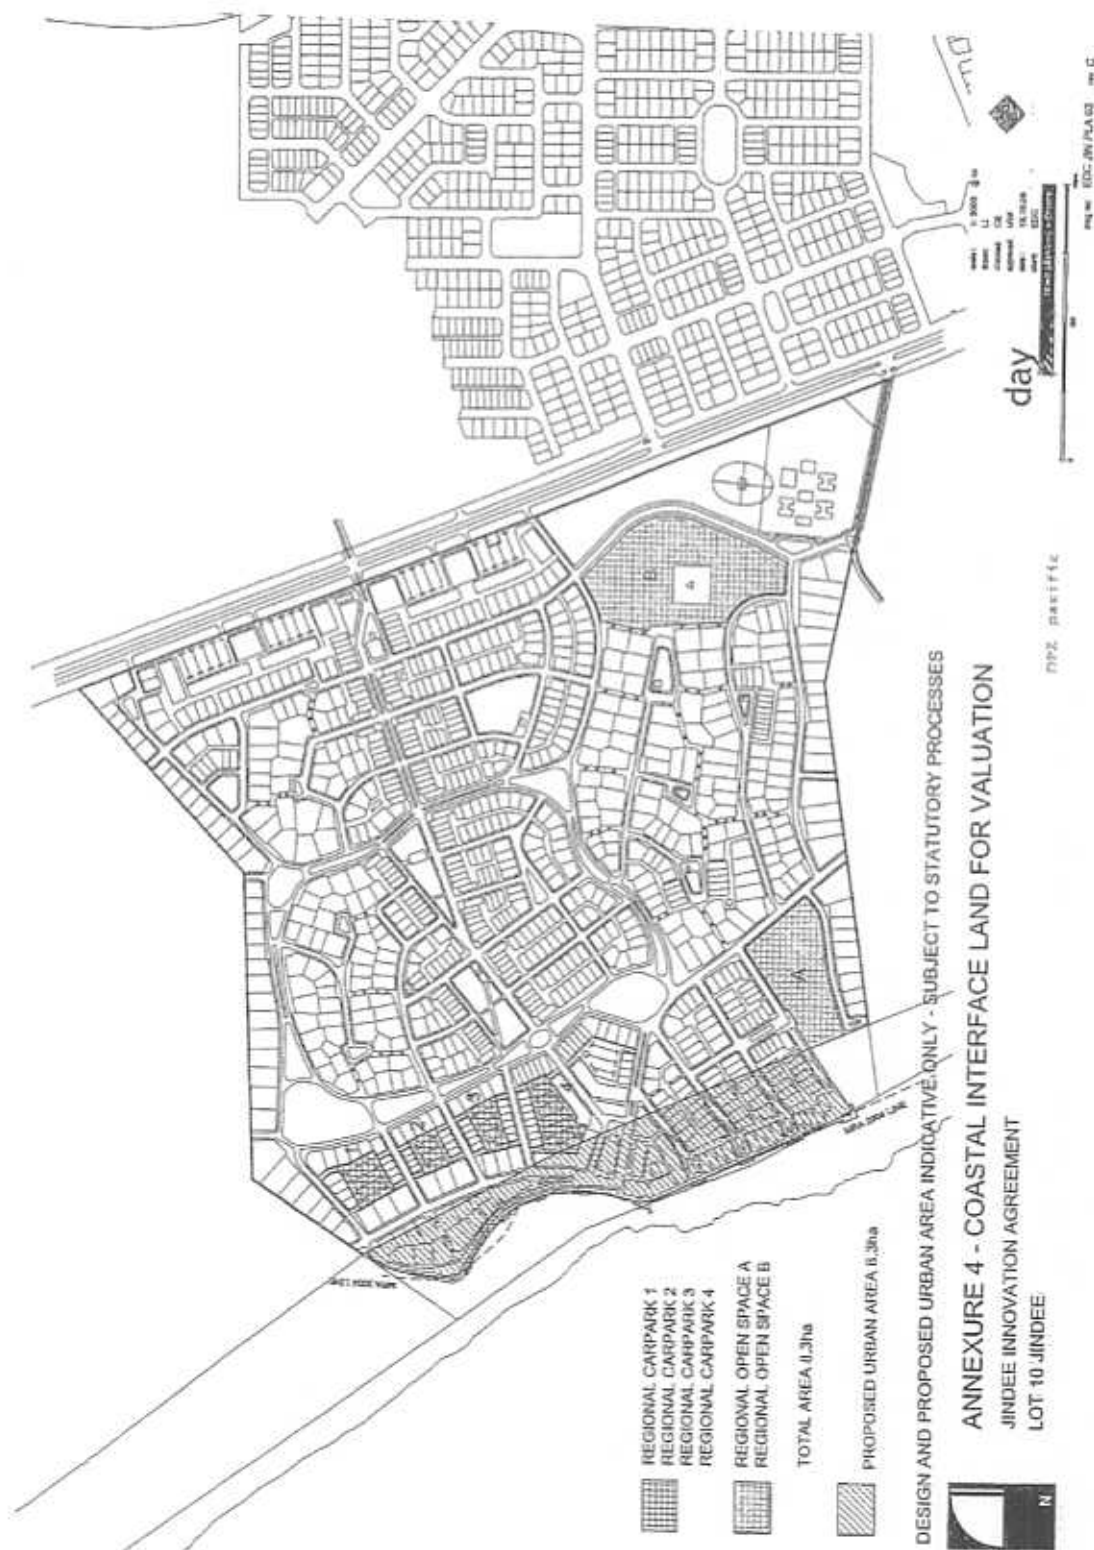 REGIONAL CARPARK 1
REGIONAL CARPARK 2
REGIONAL CARPARK 3
REGIONAL CARPARK 4
REGIONAL OPEN SPACE A
REGIONAL OPEN SPACE B
TOTAL AREA 8.3ha
PROPOSED URBAN AREA 8.3ha
DESIGN AND PROPOSED URBAN AREA INDICATIVE ONLY - SUBJECT TO STATUTORY PROCESSES
ANNEXURE 4 - COASTAL INTERFACE LAND FOR VALUATION
JINDEE INNOVATION AGREEMENT
LOT 10 JINDEE
N
day
DPZ pacific
A
B
4